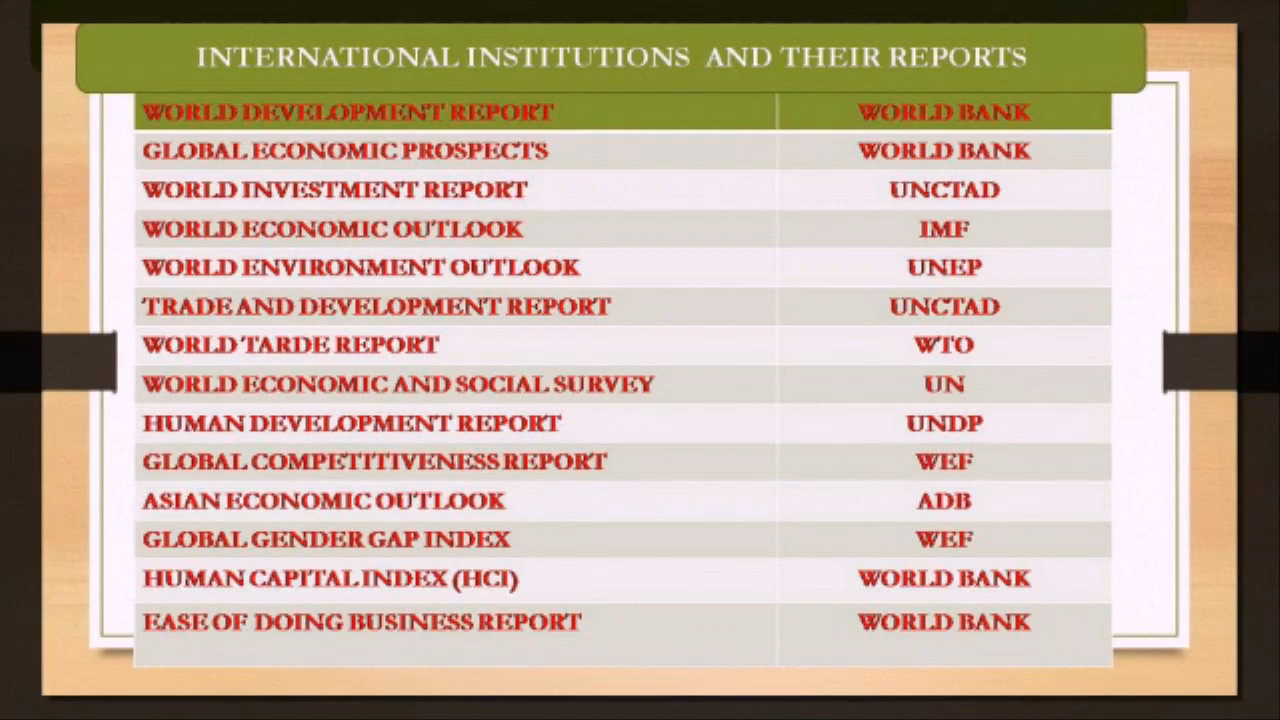 INTERNATIONAL INSTITUTIONS AND THEIR REPORTS
WORLD DEVELOPMENT REPORT WORLD BANK
GLOBAL ECONOMIC PROSPECTS WORLD BANK
WORLD INVESTMENT REPORT UNCTAD
WORLD ECONOMIC OUTLOOK IMF
WORLD ENVIRONMENT OUTLOOK UNEP
TRADE AND DEVELOPMENT REPORT UNCTAD
WORLD TARDE REPORT WTO
WORLD ECONOMIC AND SOCIAL SURVEY UN
HUMAN DEVELOPMENT REPORT UNDP
GLOBAL COMPETITIVENESS REPORT WEF
ASIAN ECONOMIC OUTLOOK ADB
GLOBAL GENDER GAP INDEX WEF
HUMAN CAPITAL INDEX (HCI) WORLD BANK
EASE OF DOING BUSINESS REPORT WORLD BANK